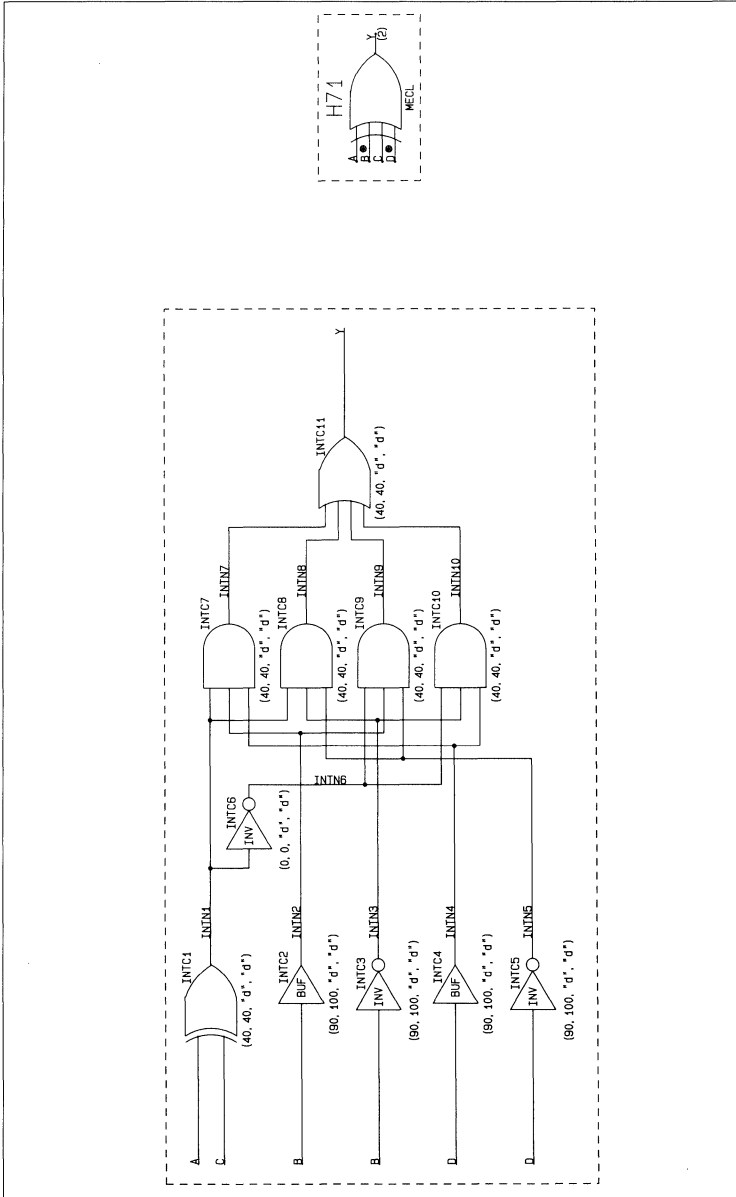 A
C
INTC1
(40, 40, "d", "d")
INTN1
INTC6
INV
(0, 0, "d", "d")
INTN6
B
INTC2
BUF
(90, 100, "d", "d")
INTN2
B
INTC3
INV
(90, 100, "d", "d")
INTN3
D
INTC4
BUF
(90, 100, "d", "d")
INTN4
D
INTC5
INV
(90, 100, "d", "d")
INTN5
INTC7
(40, 40, "d", "d")
INTN7
INTC8
(40, 40, "d", "d")
INTN8
INTC9
(40, 40, "d", "d")
INTN9
INTC10
(40, 40, "d", "d")
INTN10
INTC11
(40, 40, "d", "d")
Y
H71
A
B
C
D
Y
(2)
MECL